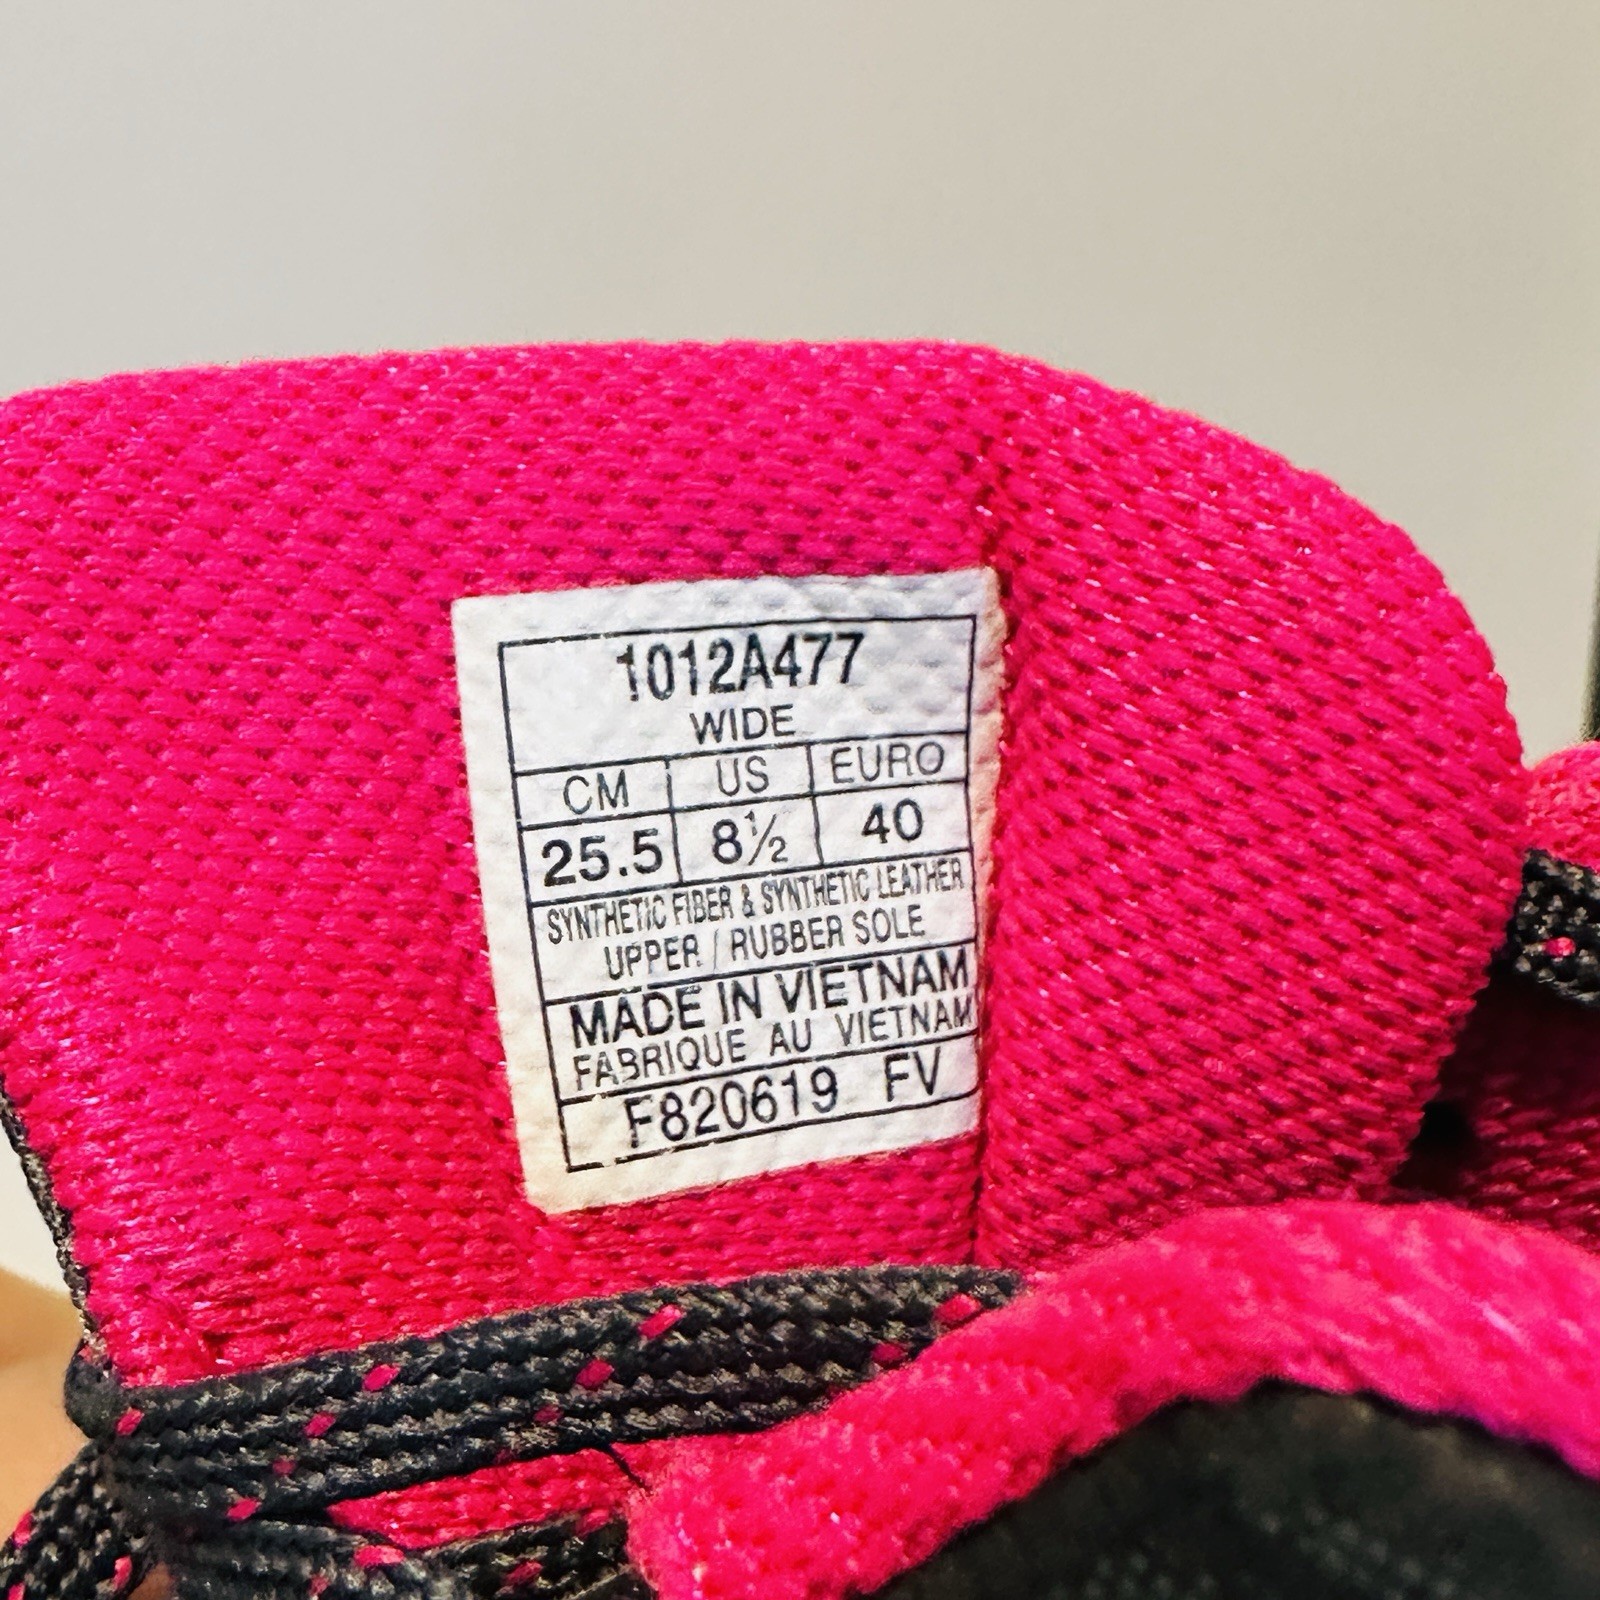 1012A477
WIDE
CM US EURO
25.5 8½ 40
SYNTHETIC FIBER & SYNTHETIC LEATHER
UPPER / RUBBER SOLE
MADE IN VIETNAM
FABRIQUE AU VIETNAM
F820619 FV